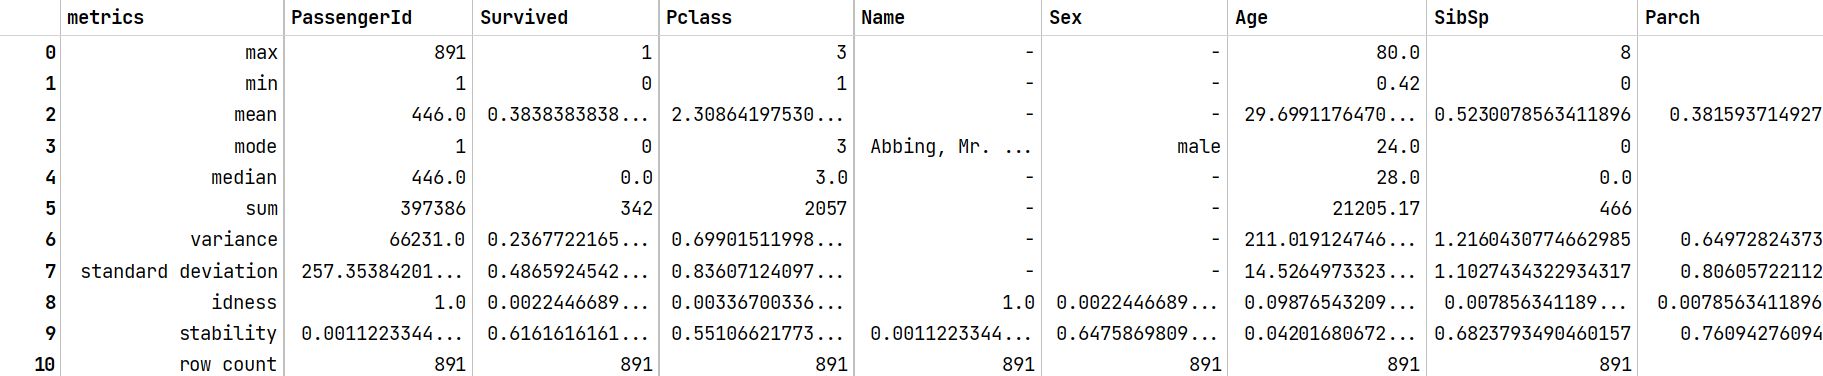 metrics PassengerId Survived Pclass Name Sex Age SibSp Parch
0 max 891 1 3 - - 80.0 8
1 min 1 0 1 - - 0.42 0
2 mean 446.0 0.3838383838... 2.30864197530... - - 29.6991176470... 0.5230078563411896 0.381593714927
3 mode 1 0 3 Abbing, Mr. ... male 24.0 0
4 median 446.0 0.0 3.0 - - 28.0 0.0
5 sum 397386 342 2057 - - 21205.17 466
6 variance 66231.0 0.2367722165... 0.69901511998... - - 211.019124746... 1.2160430774662985 0.64972824373
7 standard deviation 257.35384201... 0.4865924542... 0.83607124097... - - 14.5264973323... 1.1027434322934317 0.80605722112
8 idness 1.0 0.0022446689... 0.00336700336... 1.0 0.0022446689... 0.09876543209... 0.007856341189... 0.0078563411896
9 stability 0.0011223344... 0.6161616161... 0.55106621773... 0.0011223344... 0.6475869809... 0.04201680672... 0.6823793490460157 0.76094276094
10 row count 891 891 891 891 891 891 891